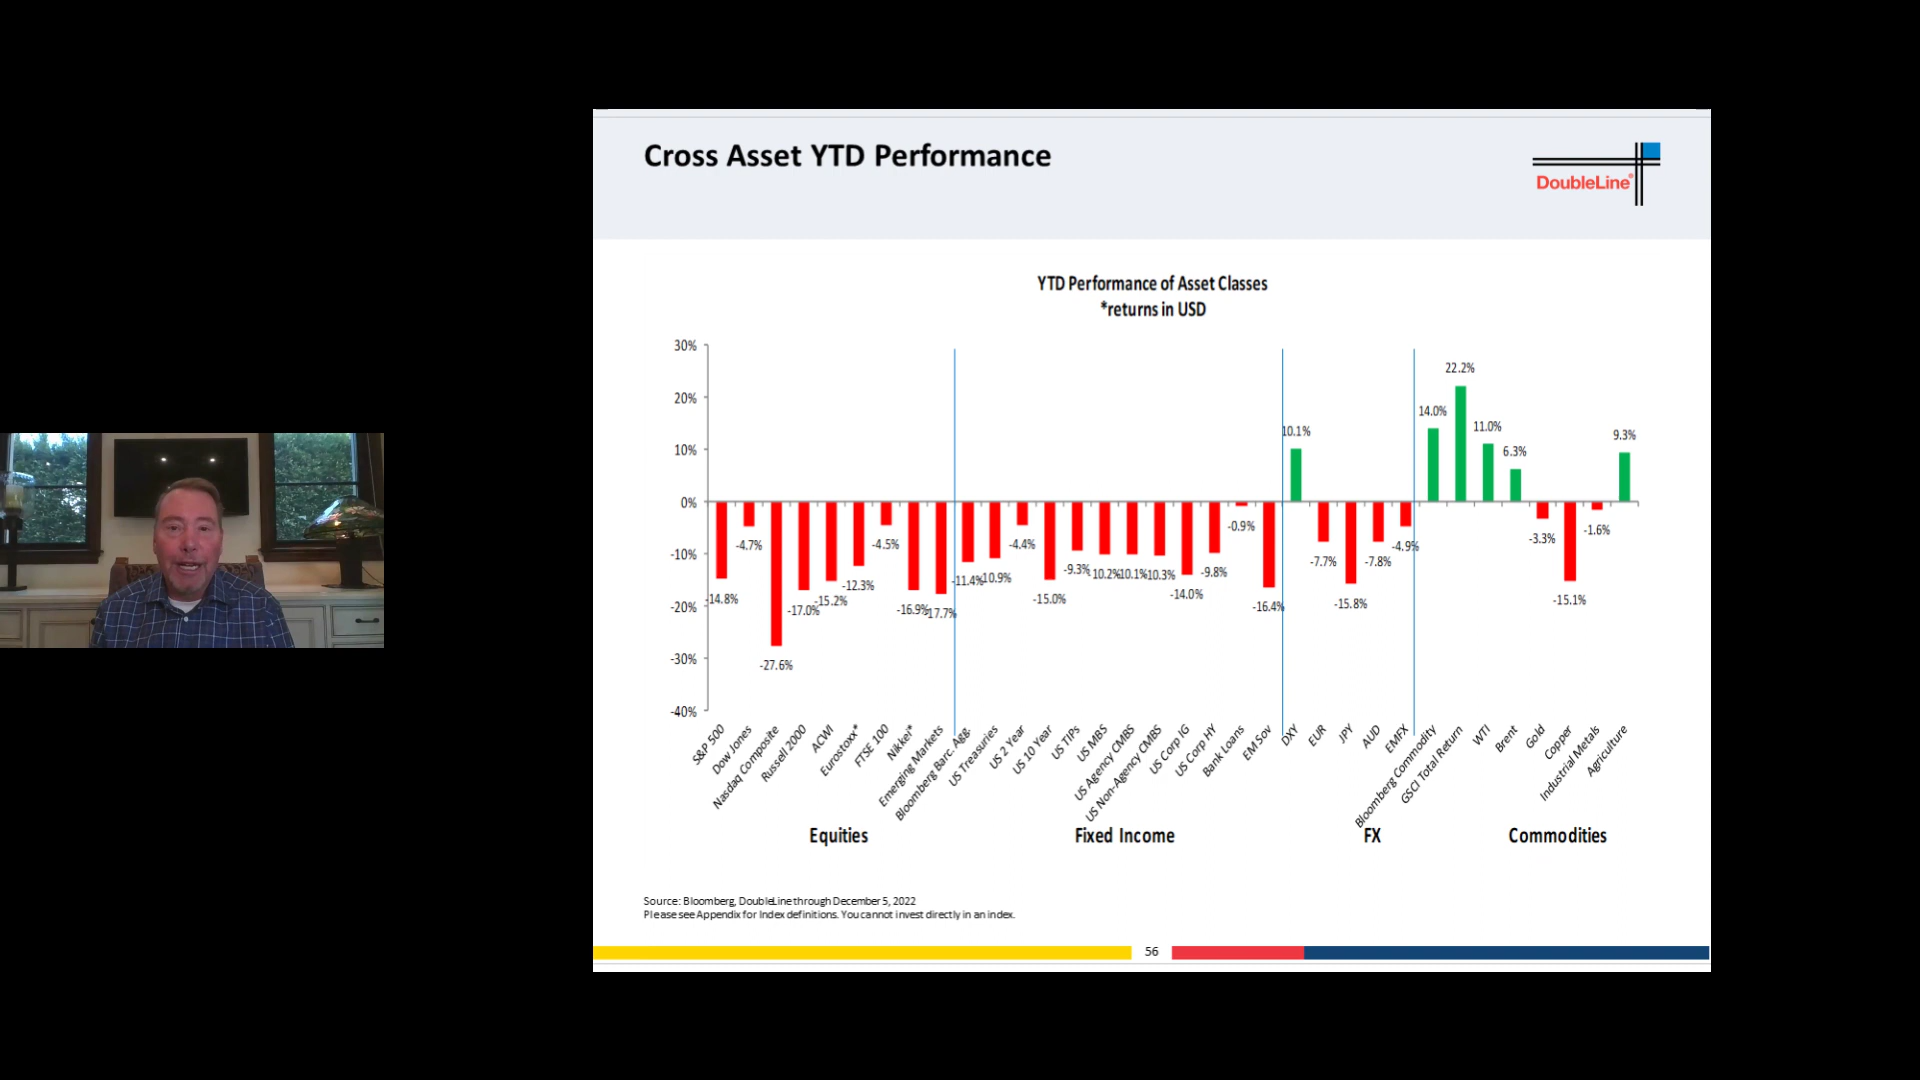 Cross Asset YTD Performance
DoubleLine®
YTD Performance of Asset Classes
*returns in USD
30%
20%
10%
0%
-10%
-20%
-30%
-40%
-14.8%
-4.7%
-27.6%
-17.0%
-15.2%
-12.3%
-4.5%
-16.9%
-17.7%
-11.4%
-10.9%
-4.4%
-15.0%
-9.3%
-10.2%
-10.1%
-10.3%
-14.0%
-9.8%
-0.9%
-16.4%
10.1%
-7.7%
-15.8%
-7.8%
-4.9%
14.0%
22.2%
11.0%
6.3%
-3.3%
-15.1%
-1.6%
9.3%
S&P 500
Dow Jones
Nasdaq Composite
Russell 2000
ACWI
Eurostoxx*
FTSE 100
Nikkei*
Emerging Markets
Bloomberg Barc. Agg.
US Treasuries
US 2 Year
US 10 Year
US TIPs
US MBS
US Agency CMBS
US Non-Agency CMBS
US Corp IG
US Corp HY
Bank Loans
EM Sov
DXY
EUR
JPY
AUD
EMFX
Bloomberg Commodity
GSCI Total Return
WTI
Brent
Gold
Copper
Industrial Metals
Agriculture
Equities
Fixed Income
FX
Commodities
Source: Bloomberg, DoubleLine through December 5, 2022
Please see Appendix for Index definitions. You cannot invest directly in an index.
56